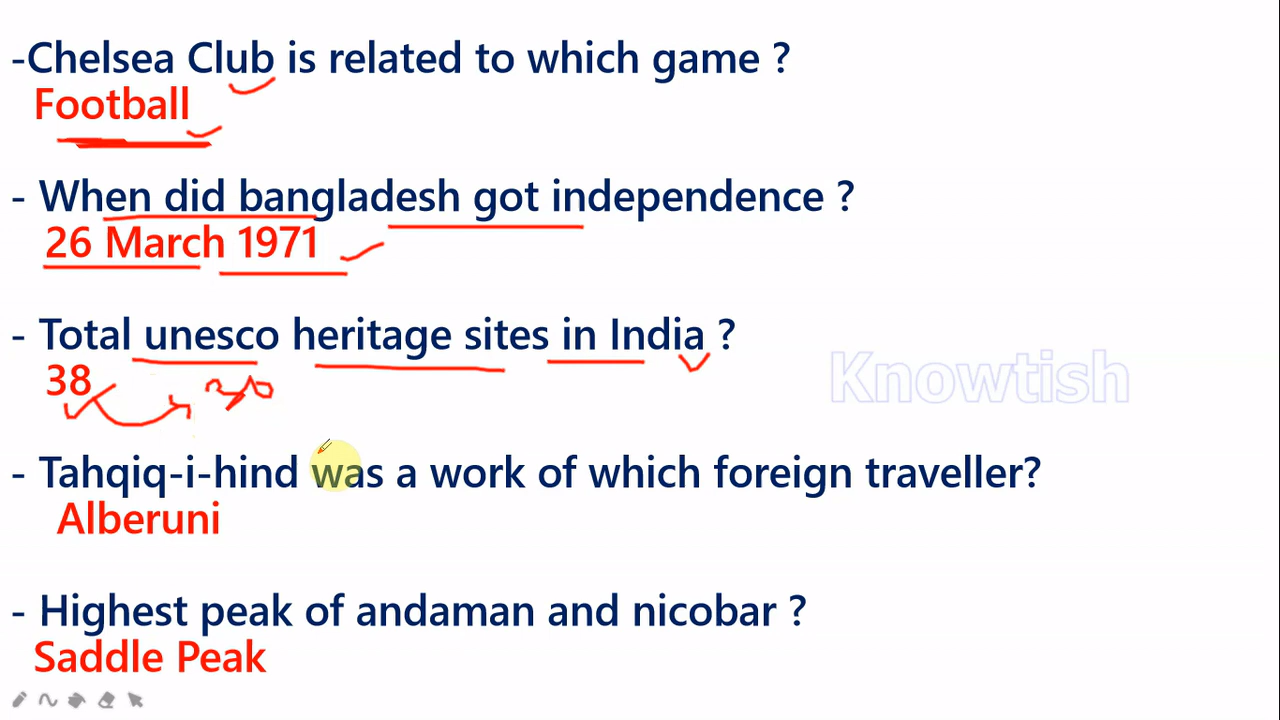 -Chelsea Club is related to which game ?
Football
- When did bangladesh got independence ?
26 March 1971
- Total unesco heritage sites in India ?
38
Knowtish
- Tahqiq-i-hind was a work of which foreign traveller?
Alberuni
- Highest peak of andaman and nicobar ?
Saddle Peak